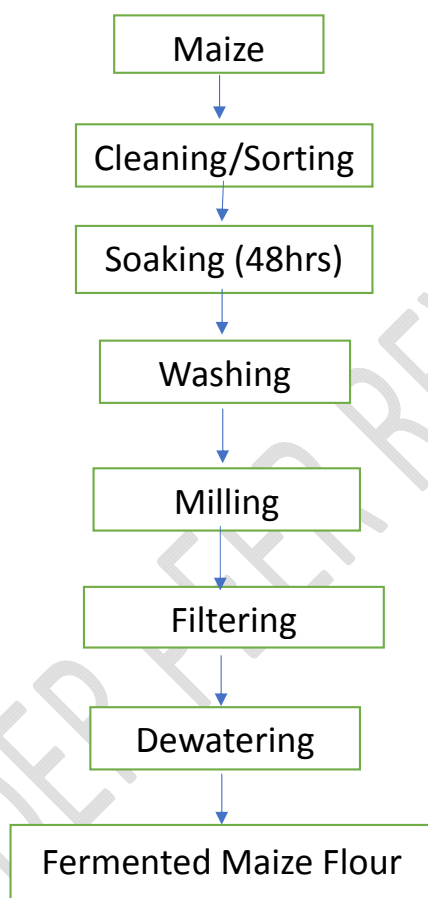 Maize
Cleaning/Sorting
Soaking (48hrs)
Washing
Milling
Filtering
Dewatering
Fermented Maize Flour